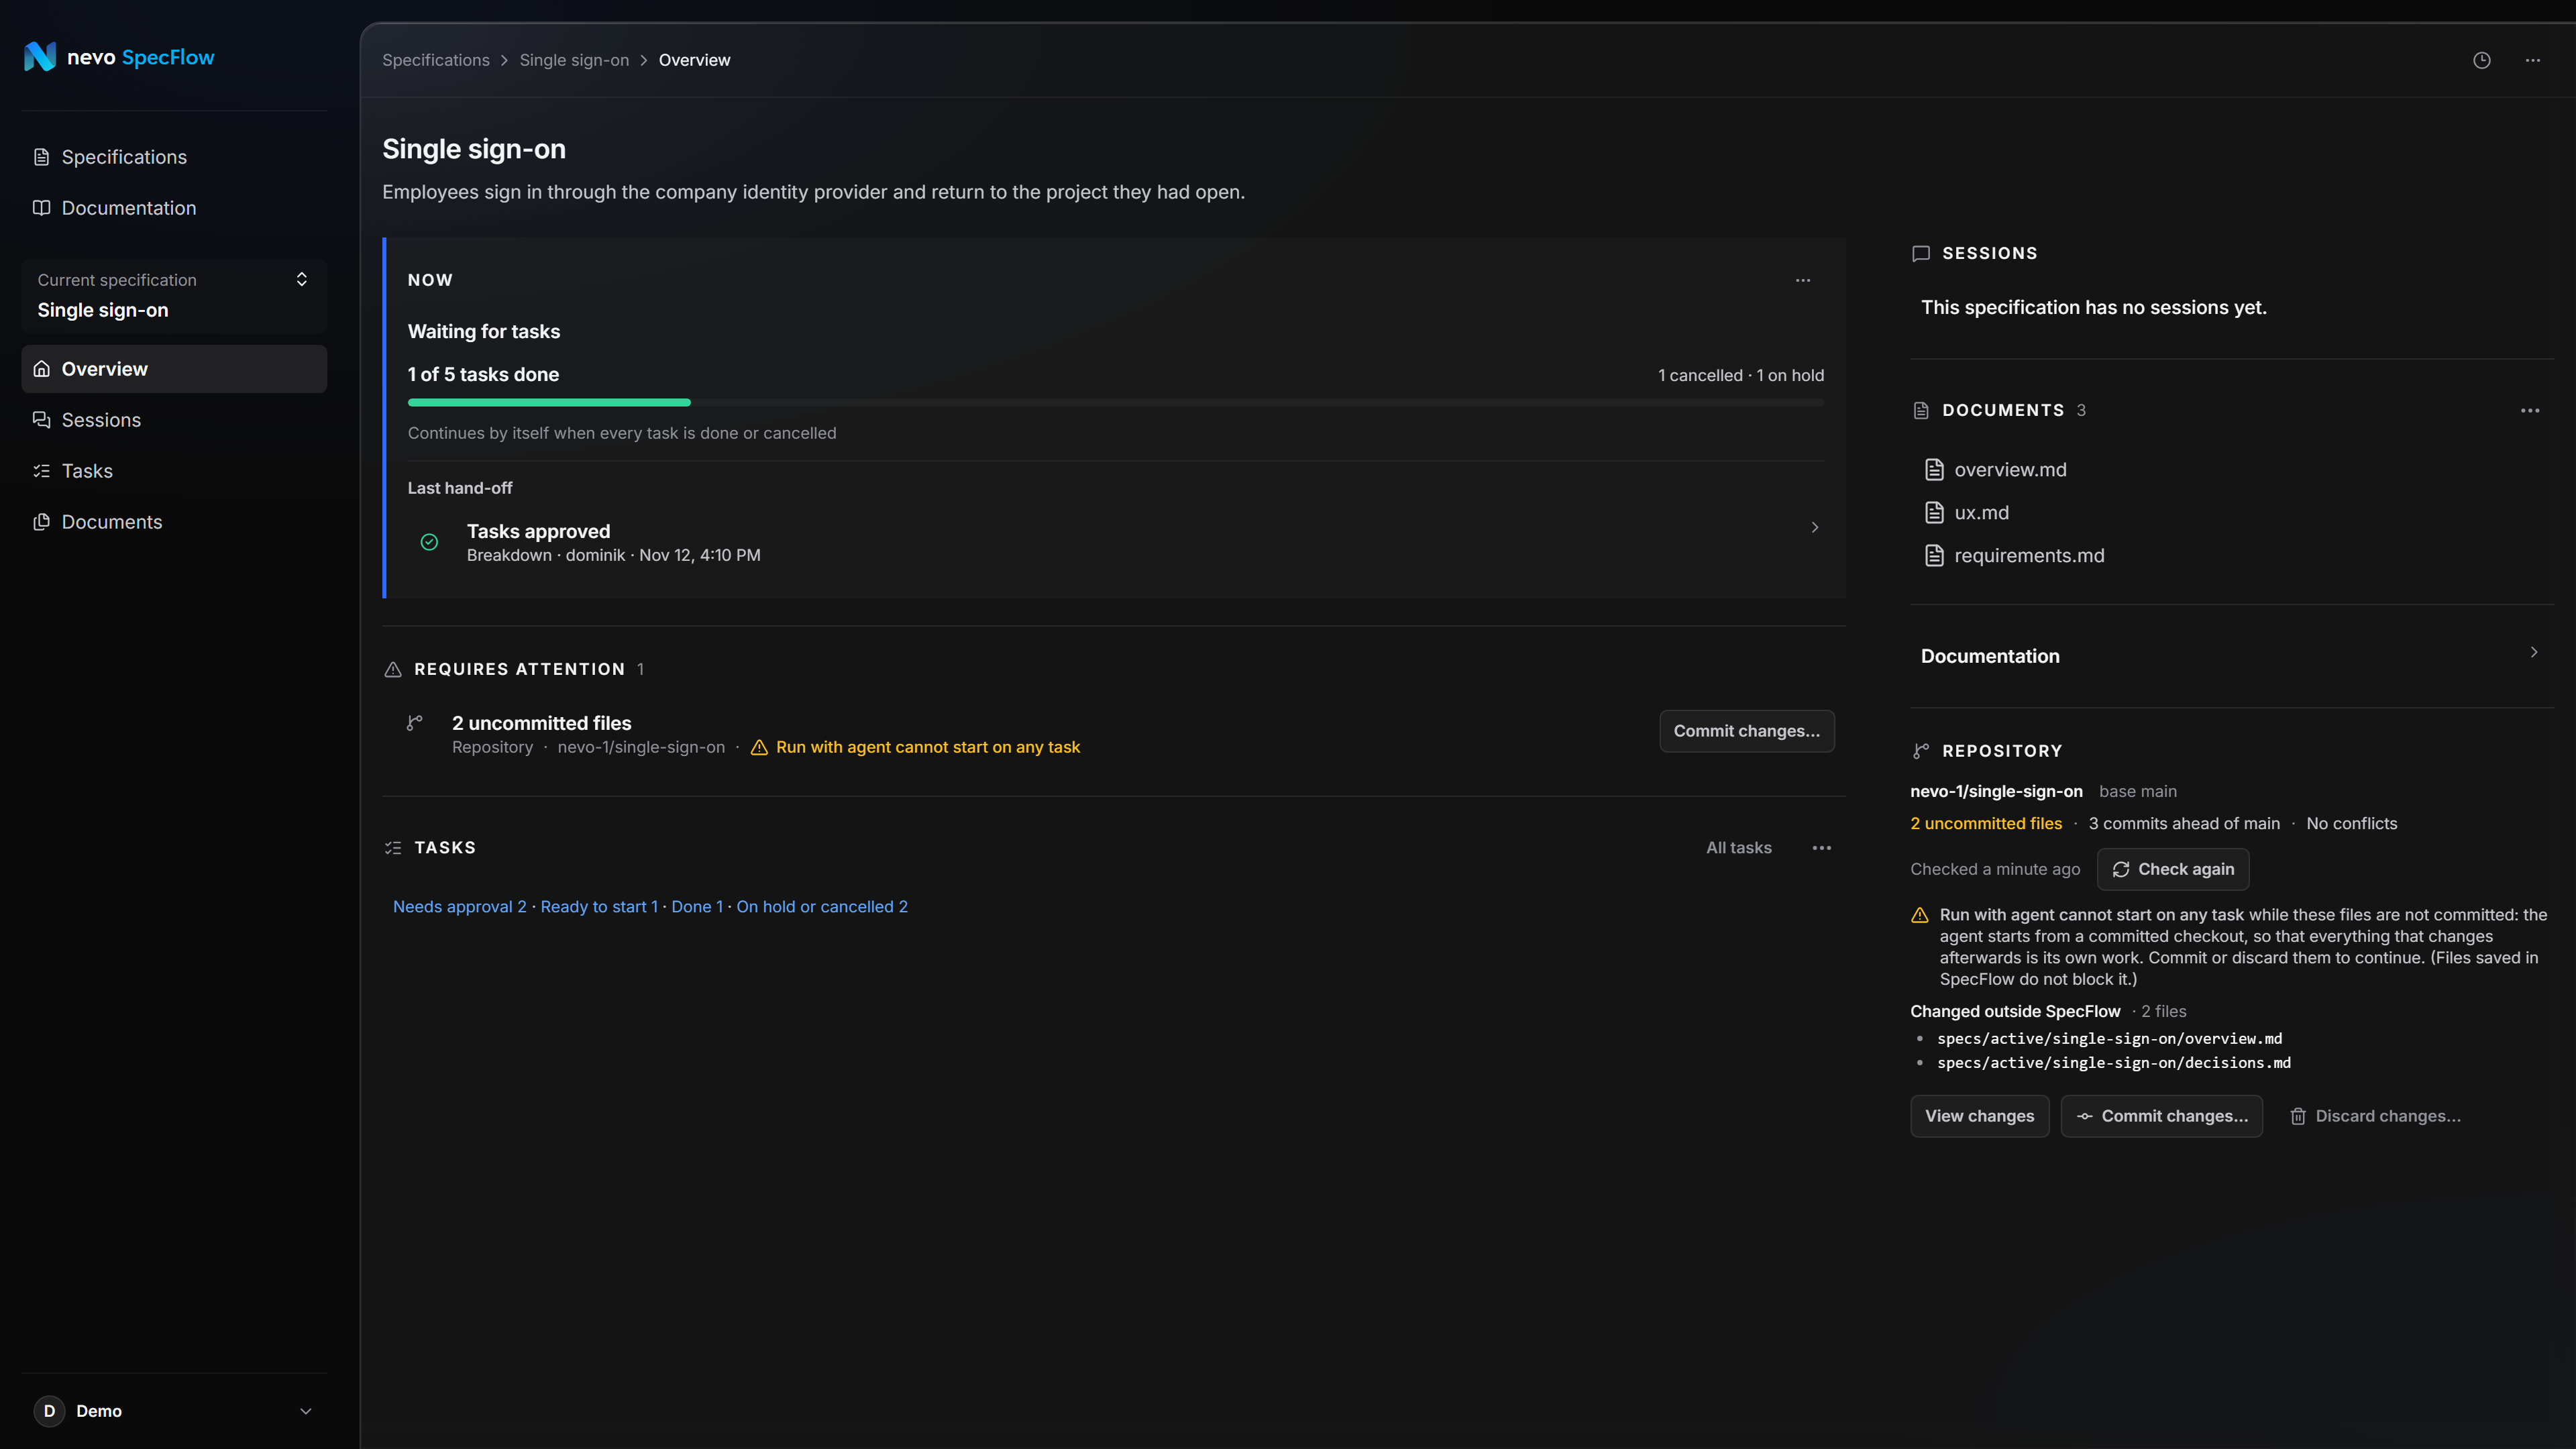 nevo SpecFlow
Specifications
Documentation
Current specification
Single sign-on
Overview
Sessions
Tasks
Documents
D Demo
Specifications > Single sign-on > Overview
Single sign-on
Employees sign in through the company identity provider and return to the project they had open.
NOW
Waiting for tasks
1 of 5 tasks done
1 cancelled · 1 on hold
Continues by itself when every task is done or cancelled
Last hand-off
Tasks approved
Breakdown · dominik · Nov 12, 4:10 PM
REQUIRES ATTENTION 1
2 uncommitted files
Repository · nevo-1/single-sign-on · Run with agent cannot start on any task
Commit changes...
TASKS
All tasks
Needs approval 2 · Ready to start 1 · Done 1 · On hold or cancelled 2
SESSIONS
This specification has no sessions yet.
DOCUMENTS 3
overview.md
ux.md
requirements.md
Documentation
REPOSITORY
nevo-1/single-sign-on base main
2 uncommitted files · 3 commits ahead of main · No conflicts
Checked a minute ago Check again
Run with agent cannot start on any task while these files are not committed: the
agent starts from a committed checkout, so that everything that changes
afterwards is its own work. Commit or discard them to continue. (Files saved in
SpecFlow do not block it.)
Changed outside SpecFlow · 2 files
• specs/active/single-sign-on/overview.md
• specs/active/single-sign-on/decisions.md
View changes Commit changes... Discard changes...